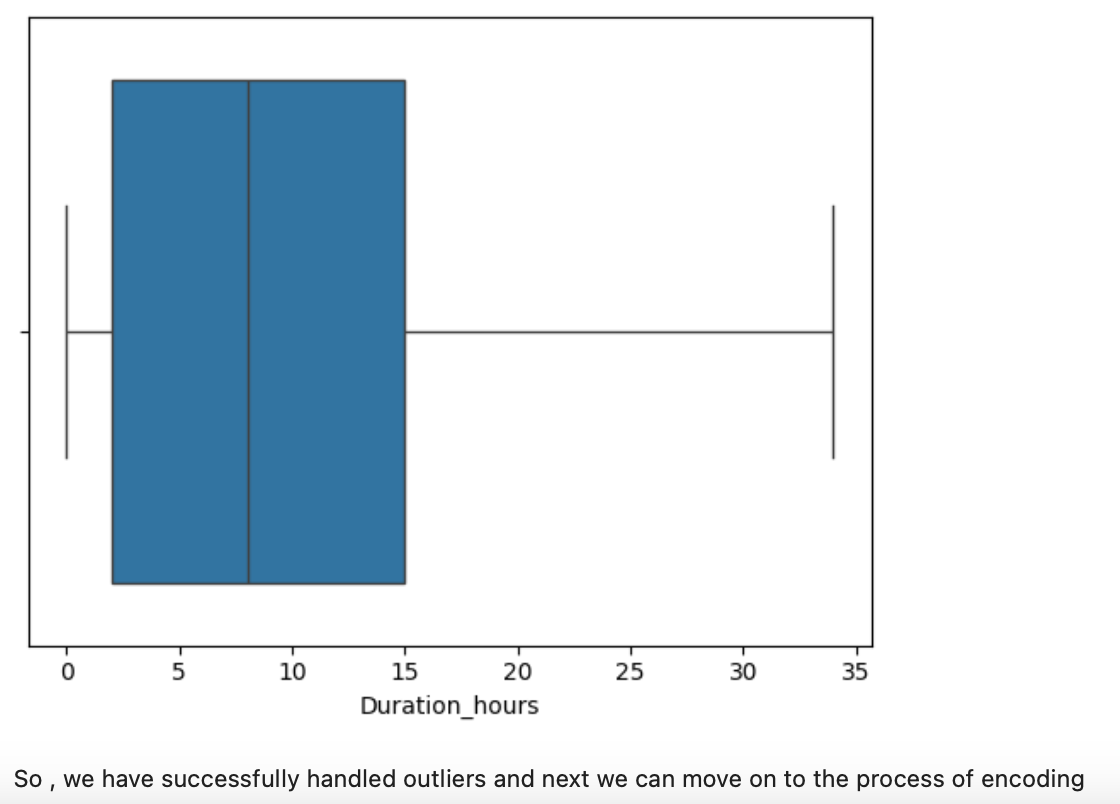 0 5 10 15 20 25 30 35
Duration_hours
So , we have successfully handled outliers and next we can move on to the process of encoding